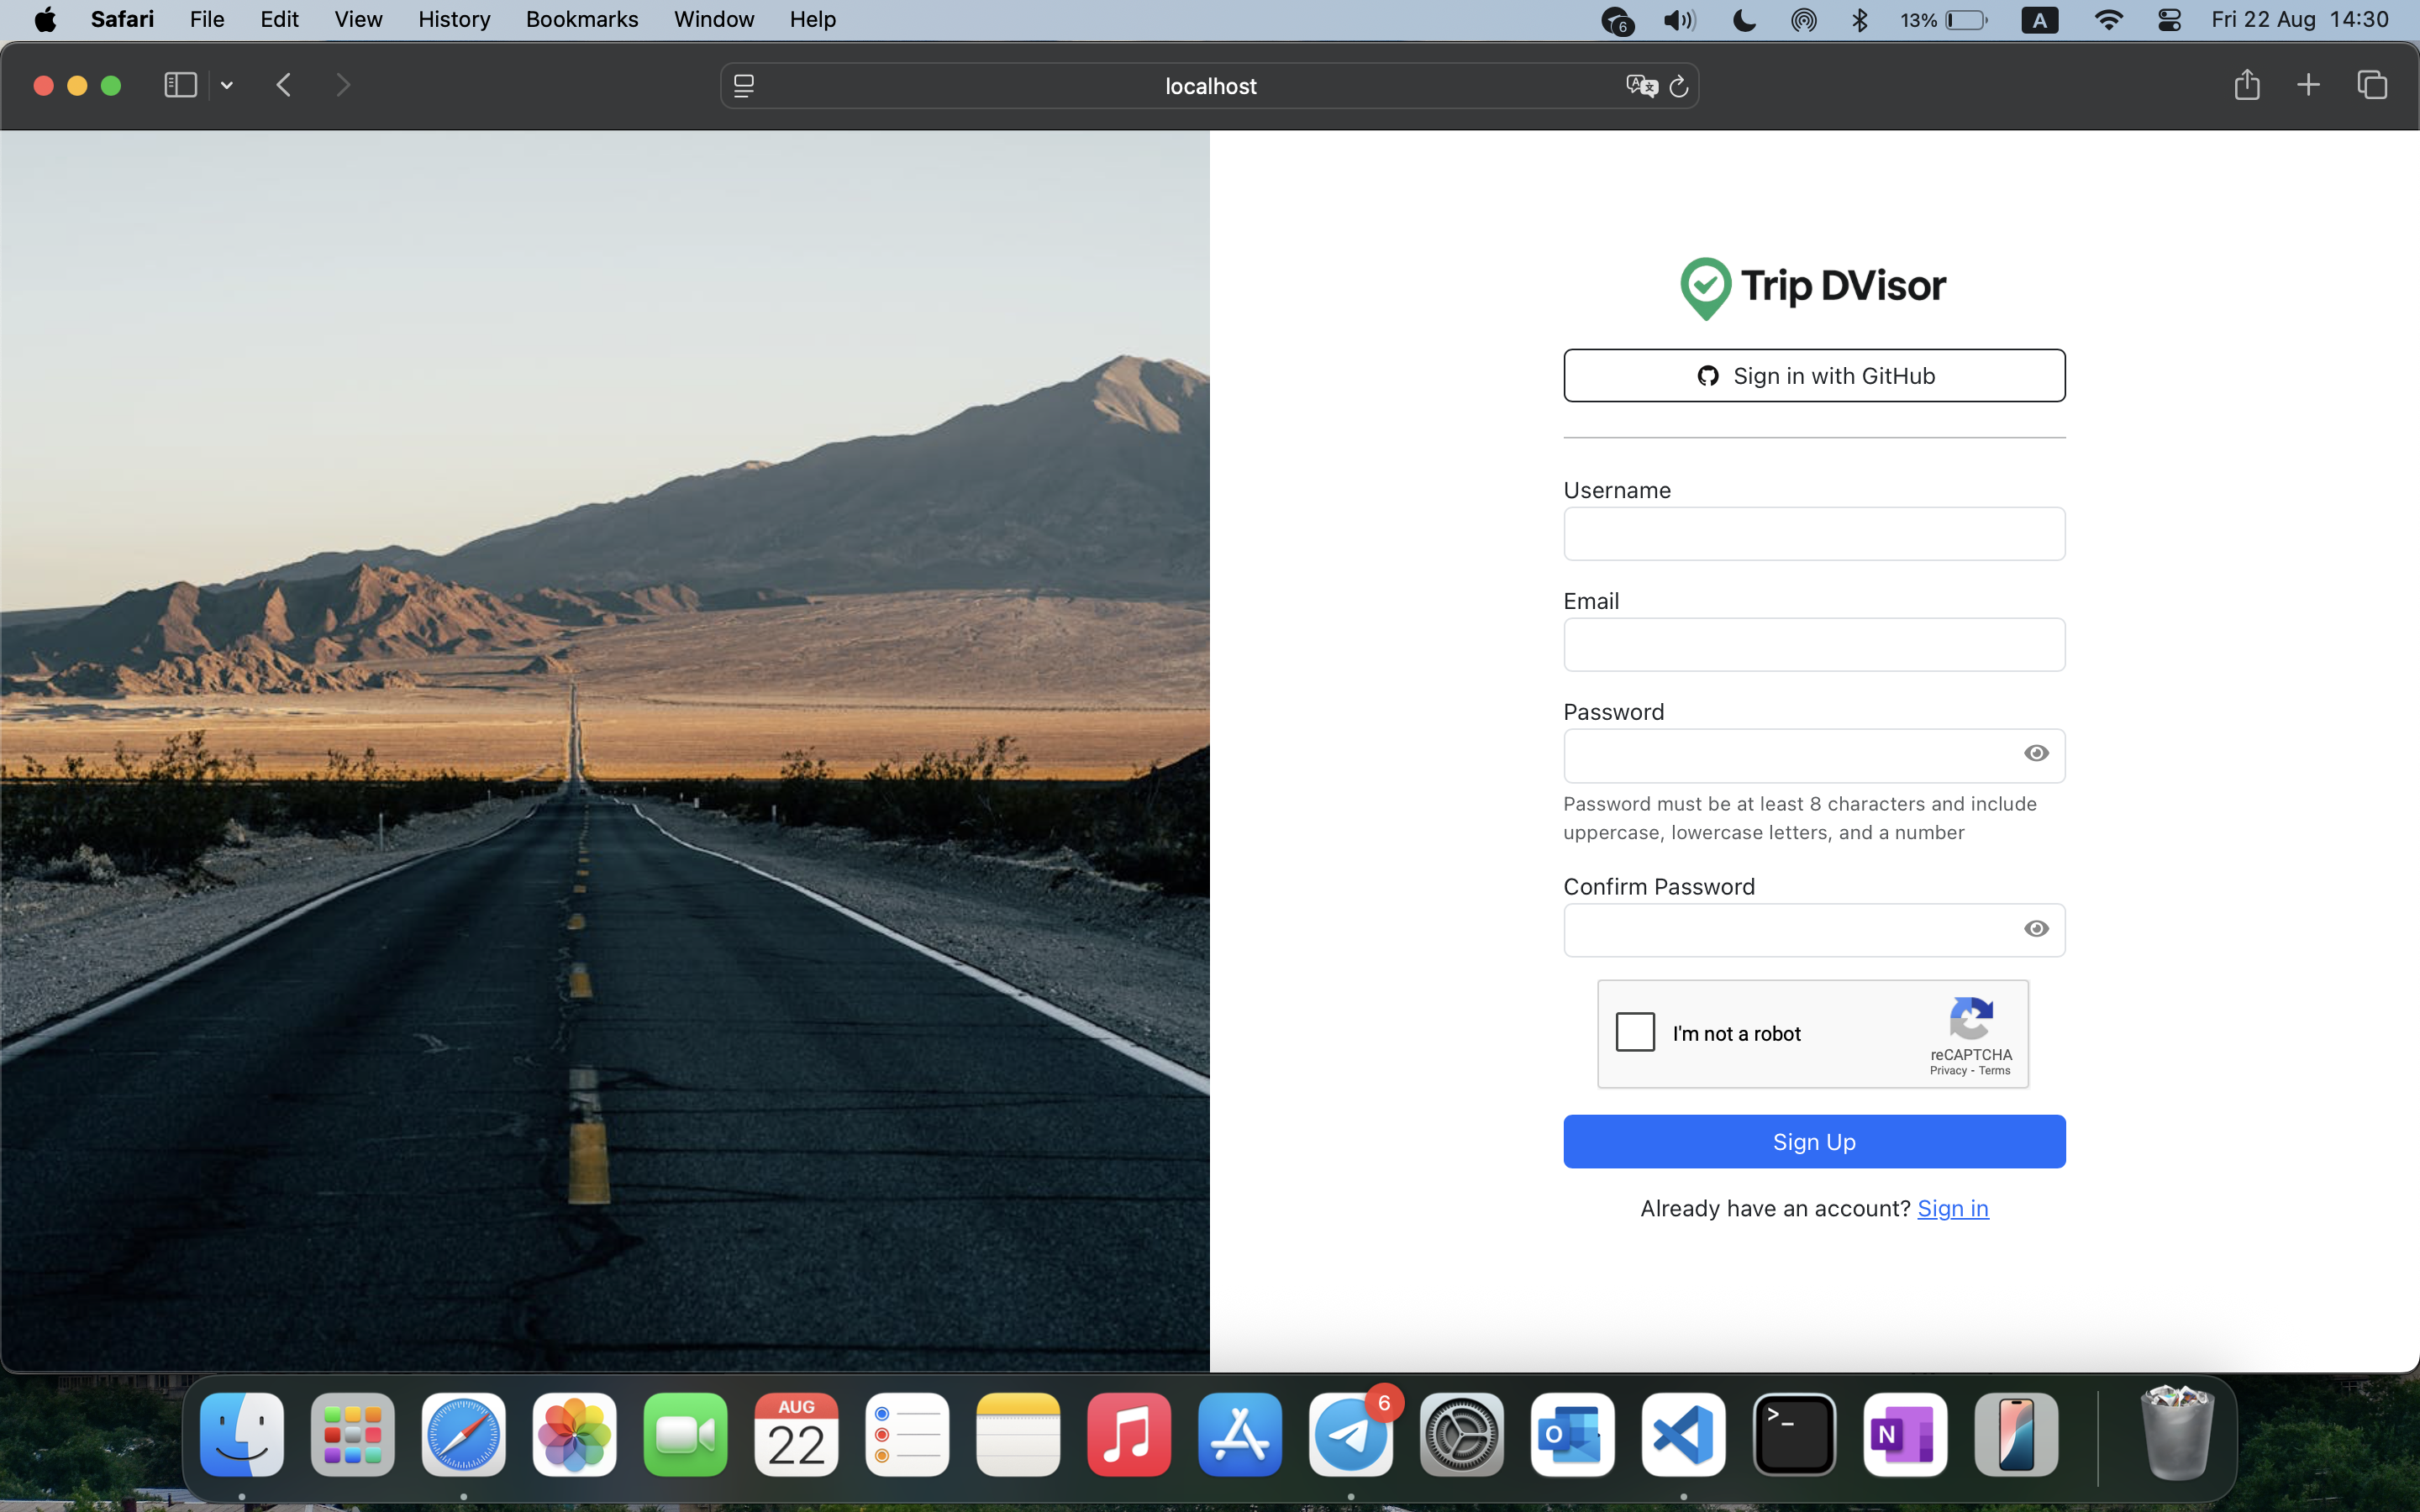 Safari File Edit View History Bookmarks Window Help 6 13% A Fri 22 Aug 14:30
localhost
Trip DVisor
Sign in with GitHub
Username
Email
Password
Password must be at least 8 characters and include
uppercase, lowercase letters, and a number
Confirm Password
I'm not a robot
reCAPTCHA
Privacy - Terms
Sign Up
Already have an account? Sign in
AUG
22
6
O
>_
N